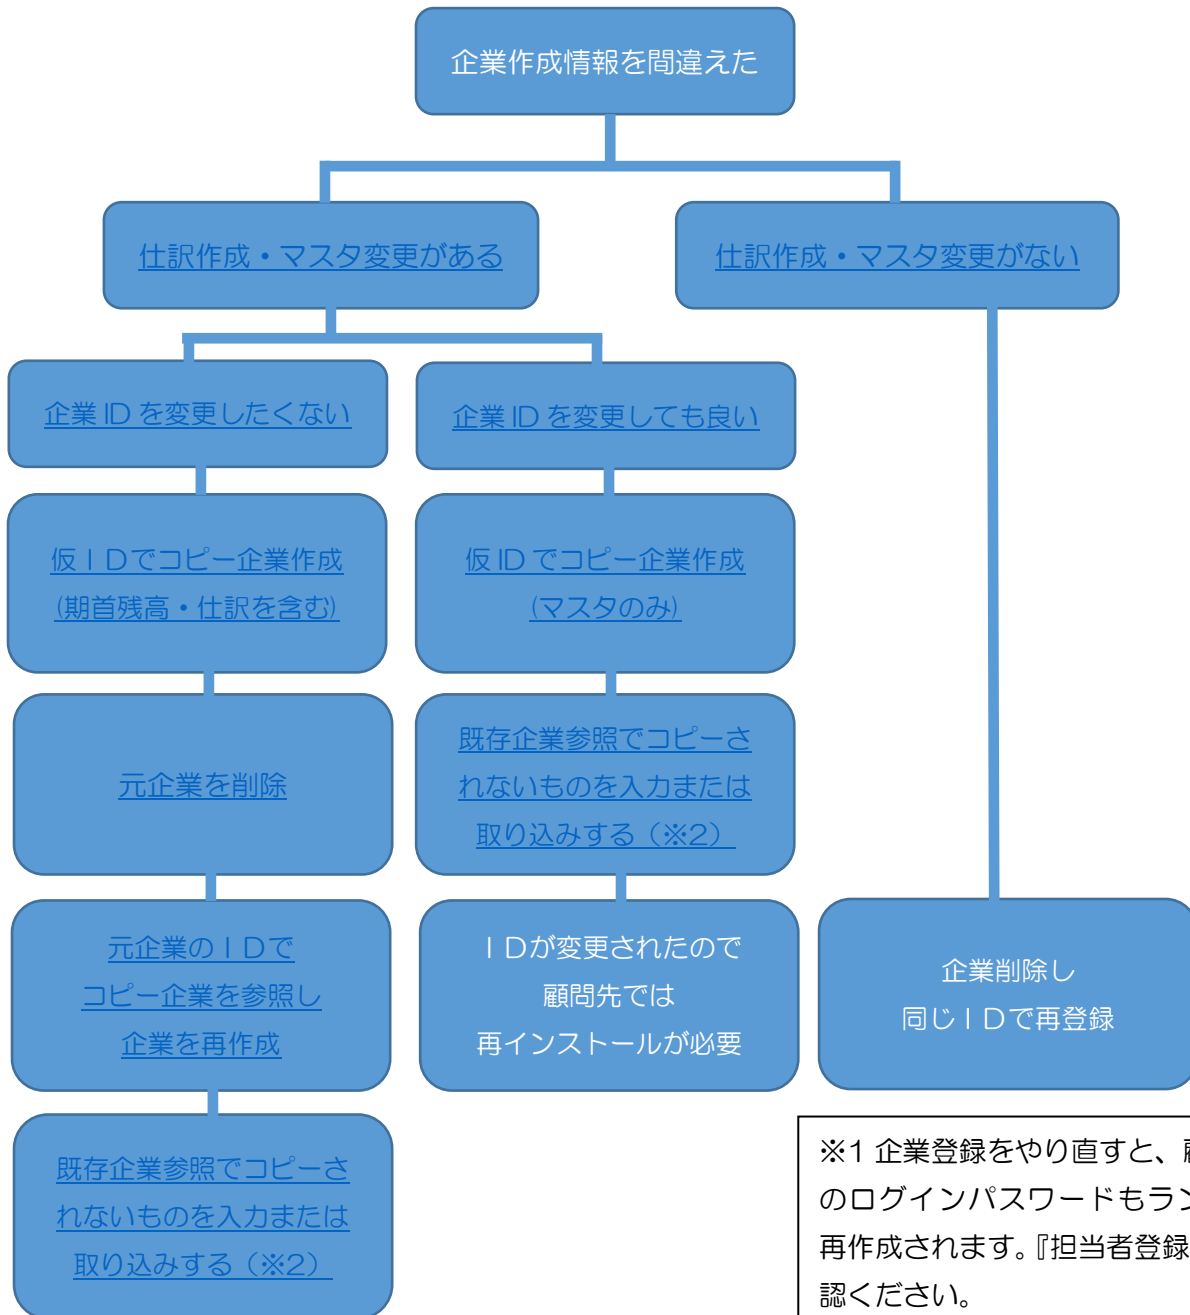 企業作成情報を間違えた
仕訳作成・マスタ変更がある
仕訳作成・マスタ変更がない
企業 ID を変更したくない
企業 ID を変更しても良い
仮IDでコピー企業作成
(期首残高・仕訳を含む)
仮 ID でコピー企業作成
(マスタのみ)
元企業を削除
既存企業参照でコピーさ
れないものを入力または
取り込みする（※2）
元企業のIDで
コピー企業を参照し
企業を再作成
IDが変更されたので
顧問先では
再インストールが必要
企業削除し
同じIDで再登録
既存企業参照でコピーさ
れないものを入力または
取り込みする（※2）
※1 企業登録をやり直すと、
のログインパスワードもラン
再作成されます。『担当者登録
認ください。